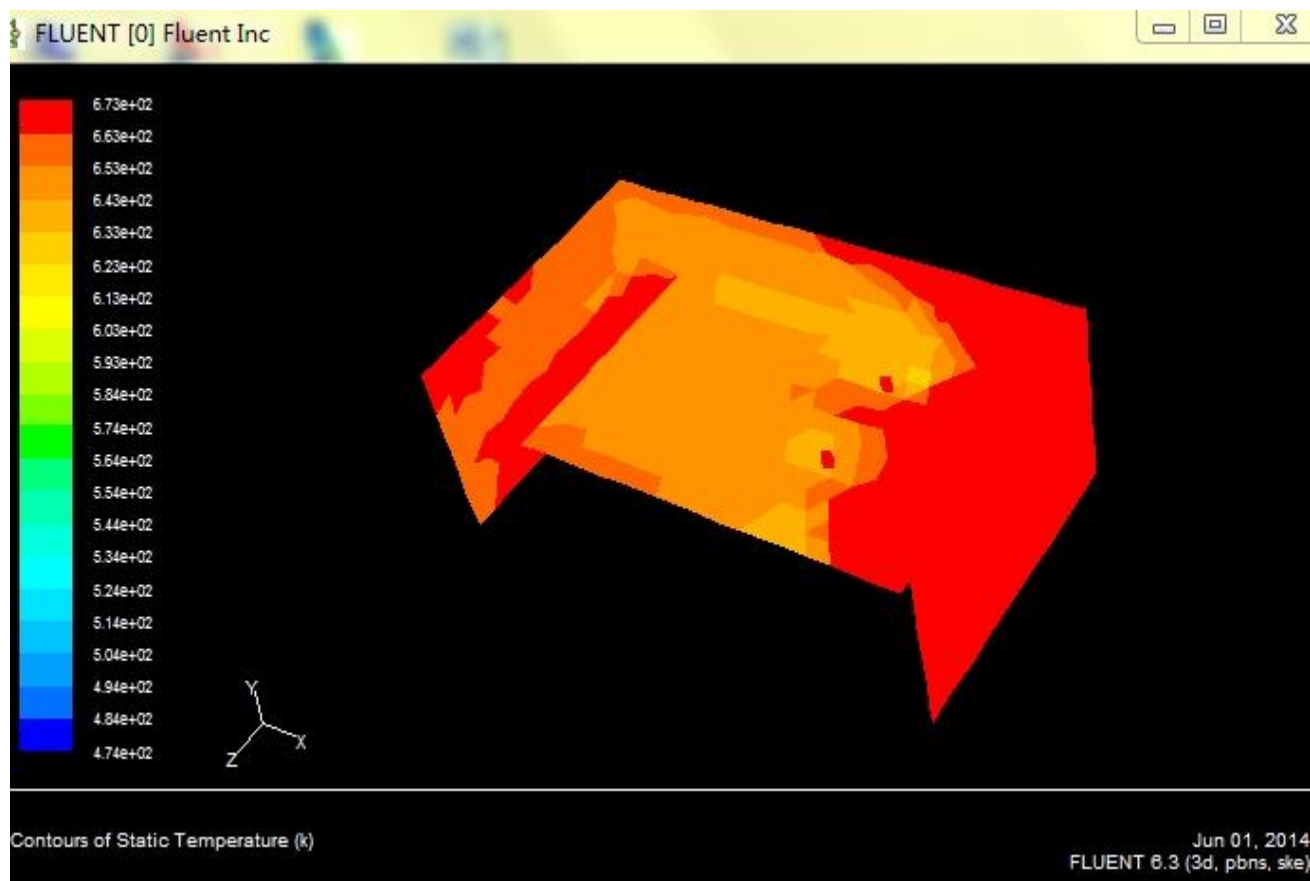 FLUENT [0] Fluent Inc
6.73e+02
6.63e+02
6.53e+02
6.43e+02
6.33e+02
6.23e+02
6.13e+02
6.03e+02
5.93e+02
5.84e+02
5.74e+02
5.64e+02
5.54e+02
5.44e+02
5.34e+02
5.24e+02
5.14e+02
5.04e+02
4.94e+02
4.84e+02
4.74e+02
Y
X
Z
Contours of Static Temperature (k)
Jun 01, 2014
FLUENT 6.3 (3d, pbns, ske)